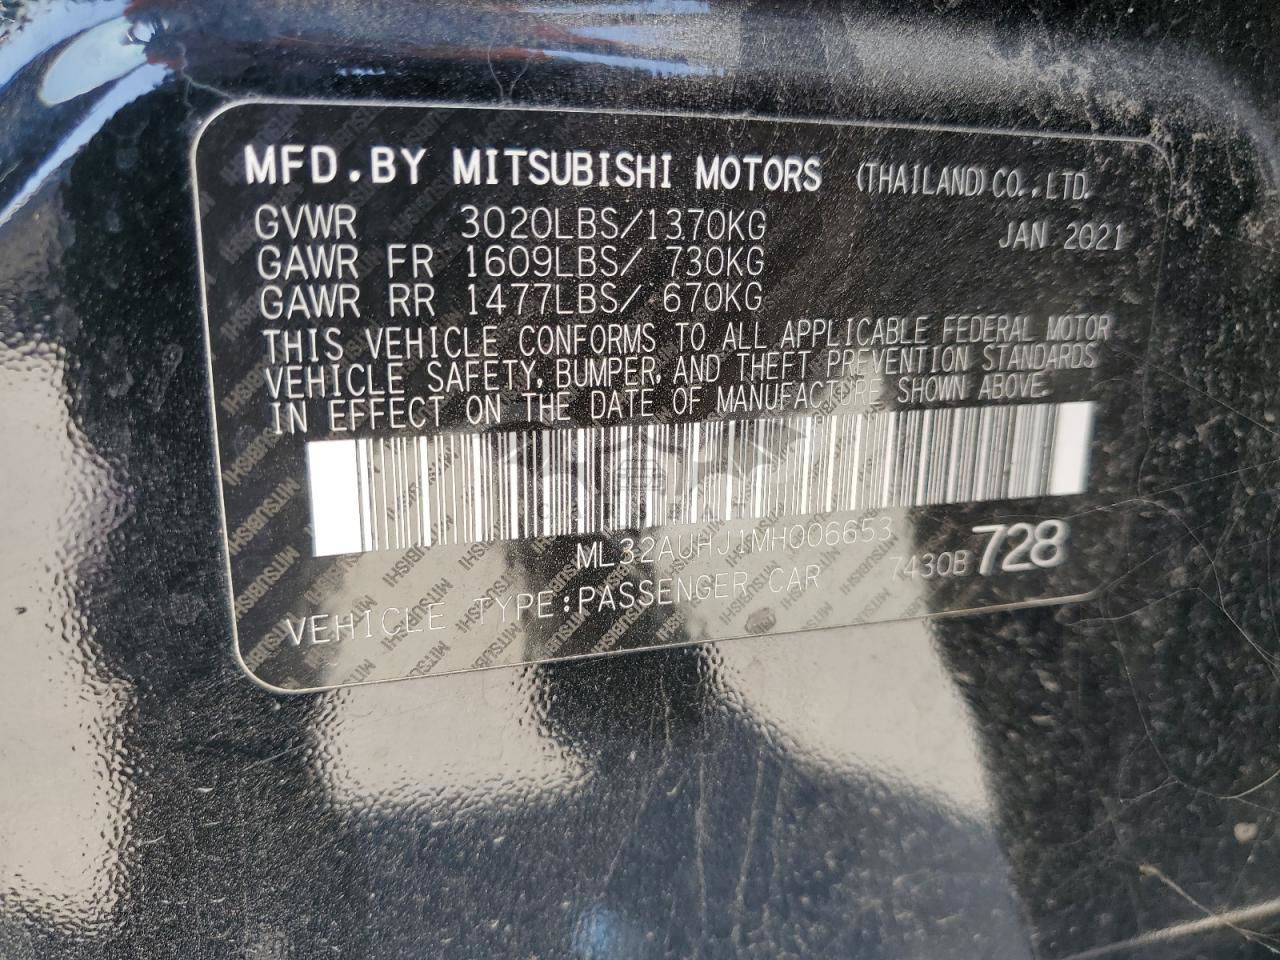 MFD.BY MITSUBISHI MOTORS (THAILAND) CO.,LTD.
GVWR 3020LBS/1370KG JAN 2021
GAWR FR 1609LBS/ 730KG
GAWR RR 1477LBS/ 670KG
THIS VEHICLE CONFORMS TO ALL APPLICABLE FEDERAL MOTOR
VEHICLE SAFETY, BUMPER, AND THEFT PREVENTION STANDARDS
IN EFFECT ON THE DATE OF MANUFACTURE SHOWN ABOVE.
ML32AUHJ1MH006653
VEHICLE TYPE:PASSENGER CAR 7430B 728